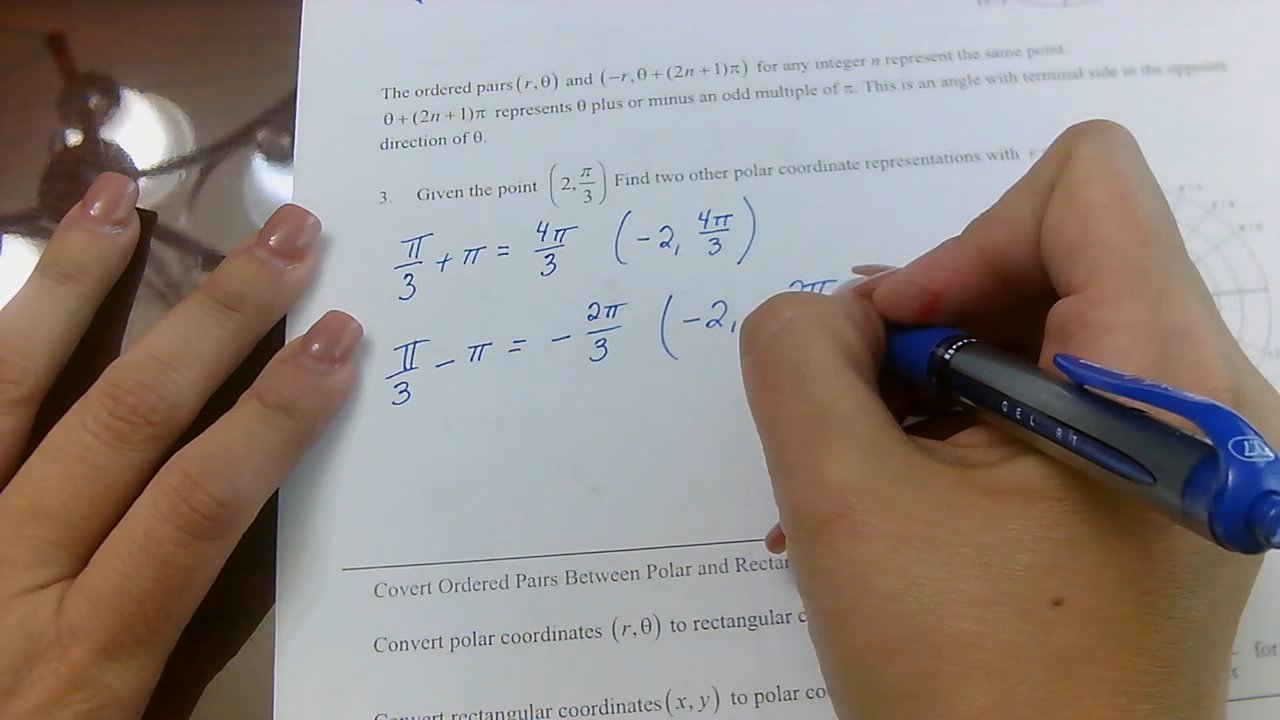 The ordered pairs (r, θ) and (−r, θ + (2n + 1)π) for any integer n represent the same point.
θ + (2n + 1)π represents θ plus or minus an odd multiple of π. This is an angle with terminal side in the opposite
direction of θ.
3. Given the point (2, π/3) Find two other polar coordinate representations with
π/3 + π = 4π/3 (−2, 4π/3)
π/3 − π = − 2π/3 (−2, 2π
GEL RT
Covert Ordered Pairs Between Polar and Rectan
Convert polar coordinates (r, θ) to rectangular c
for
Convert rectangular coordinates (x, y) to polar co